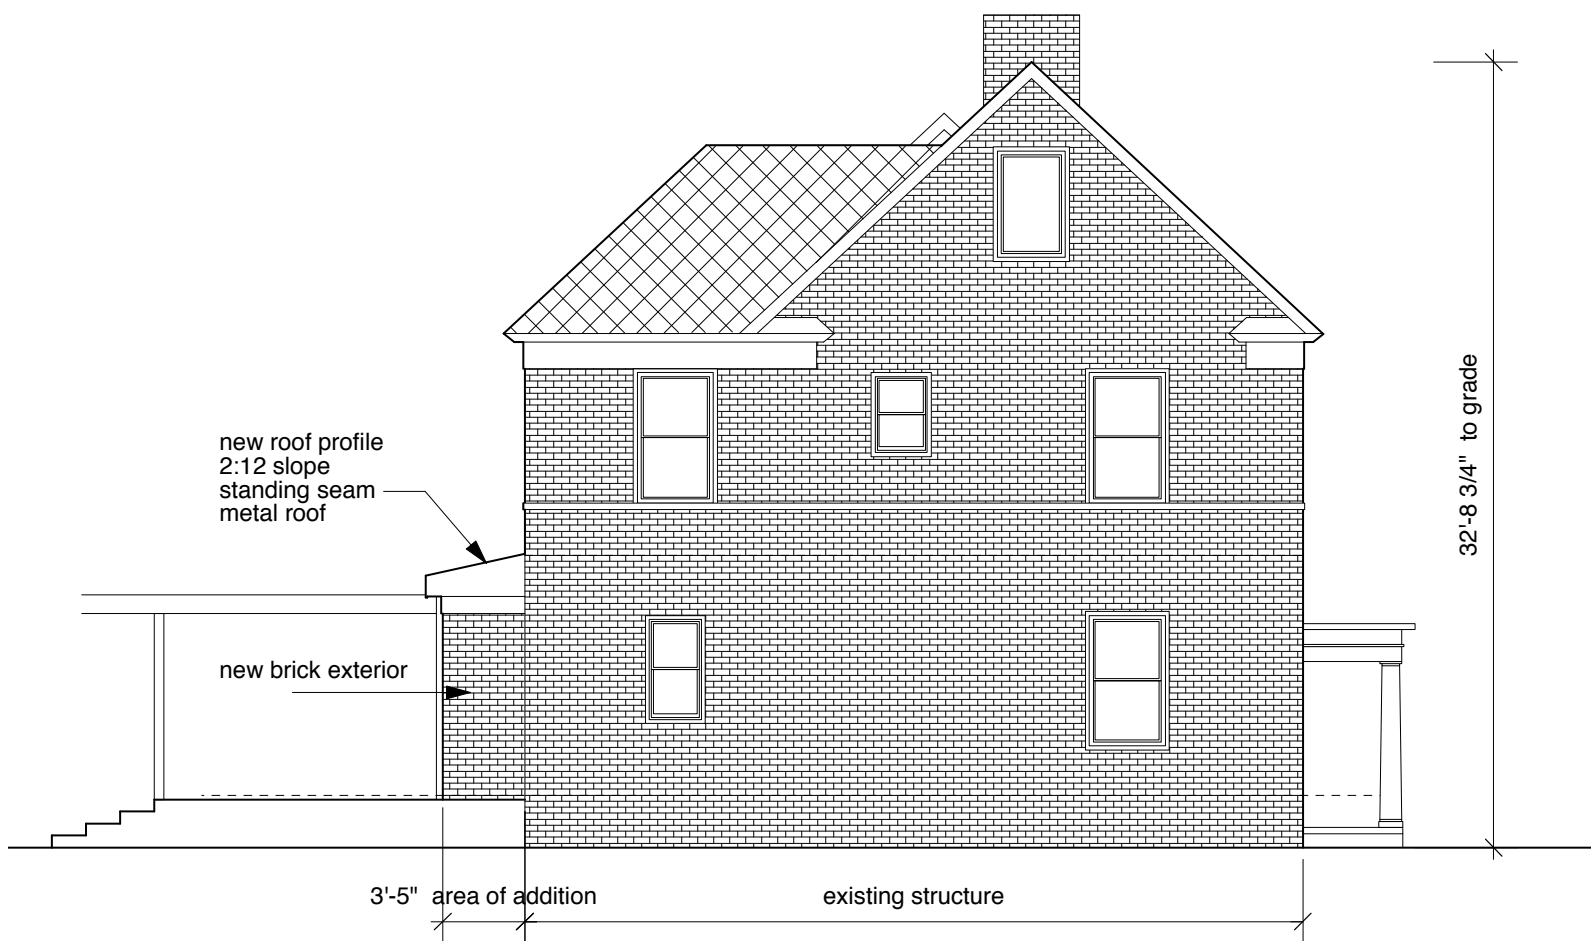 new roof profile
2:12 slope
standing seam
metal roof
32'-8 3/4"  to grade
new brick exterior
3'-5"  area of addition
existing structure